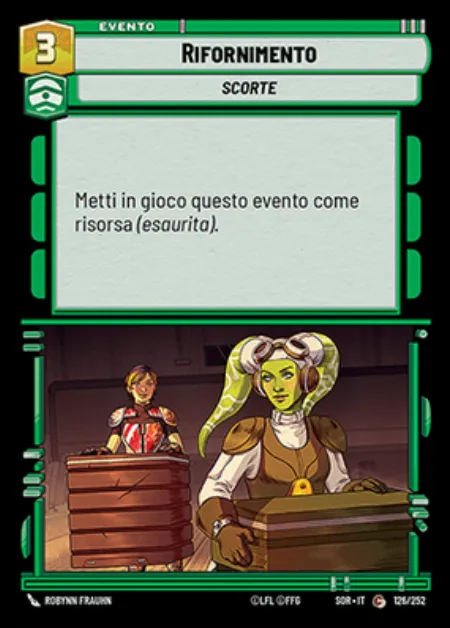 EVENTO
3
RIFORNIMENTO
SCORTE
Metti in gioco questo evento come
risorsa (esaurita).
ROBYNN FRAUHN
©LFL ©FFG
SOR•IT
C
126/252